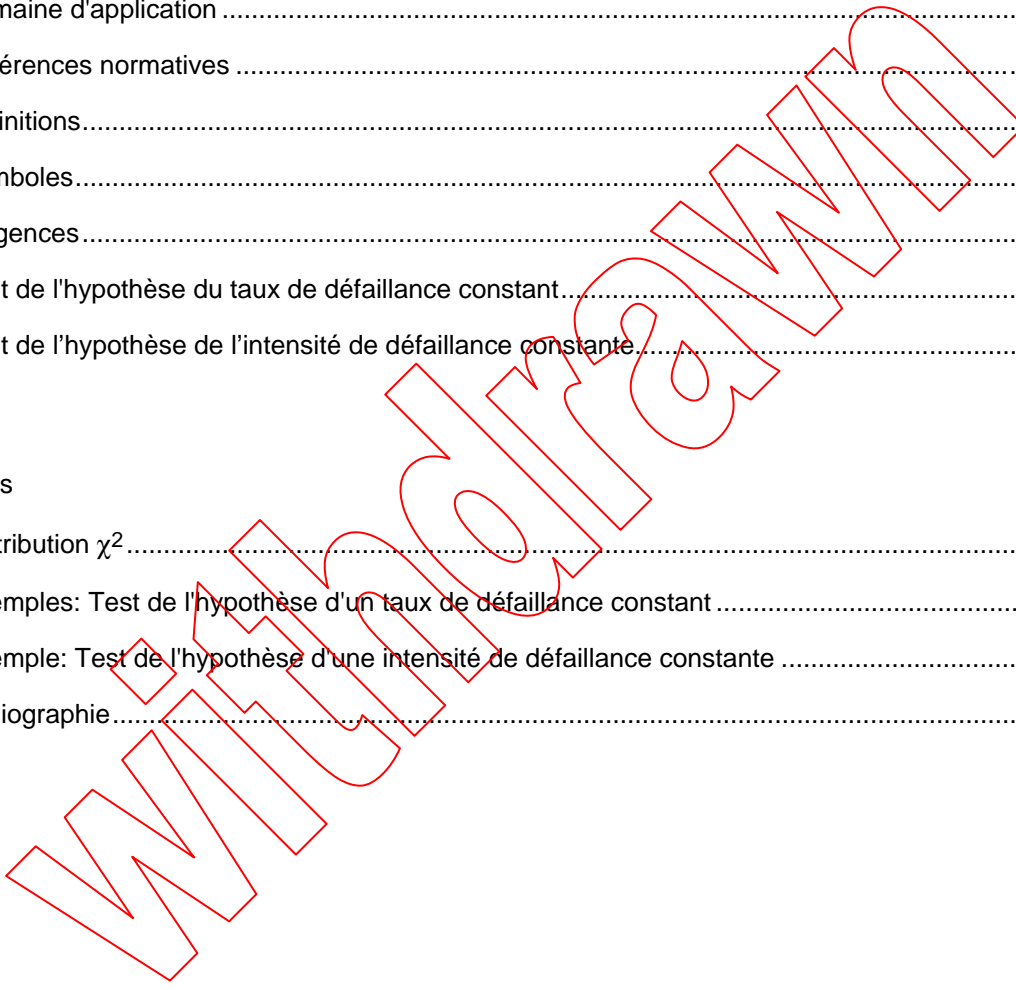 maine d'application
érences normatives
initions
mboles
gences
t de l'hypothèse du taux de défaillance constant
t de l’hypothèse de l’intensité de défaillance constante
s
tribution χ2
emples: Test de l'hypothèse d'un taux de défaillance constant
emple: Test de l'hypothèse d'une intensité de défaillance constante
liographie
withdrawn